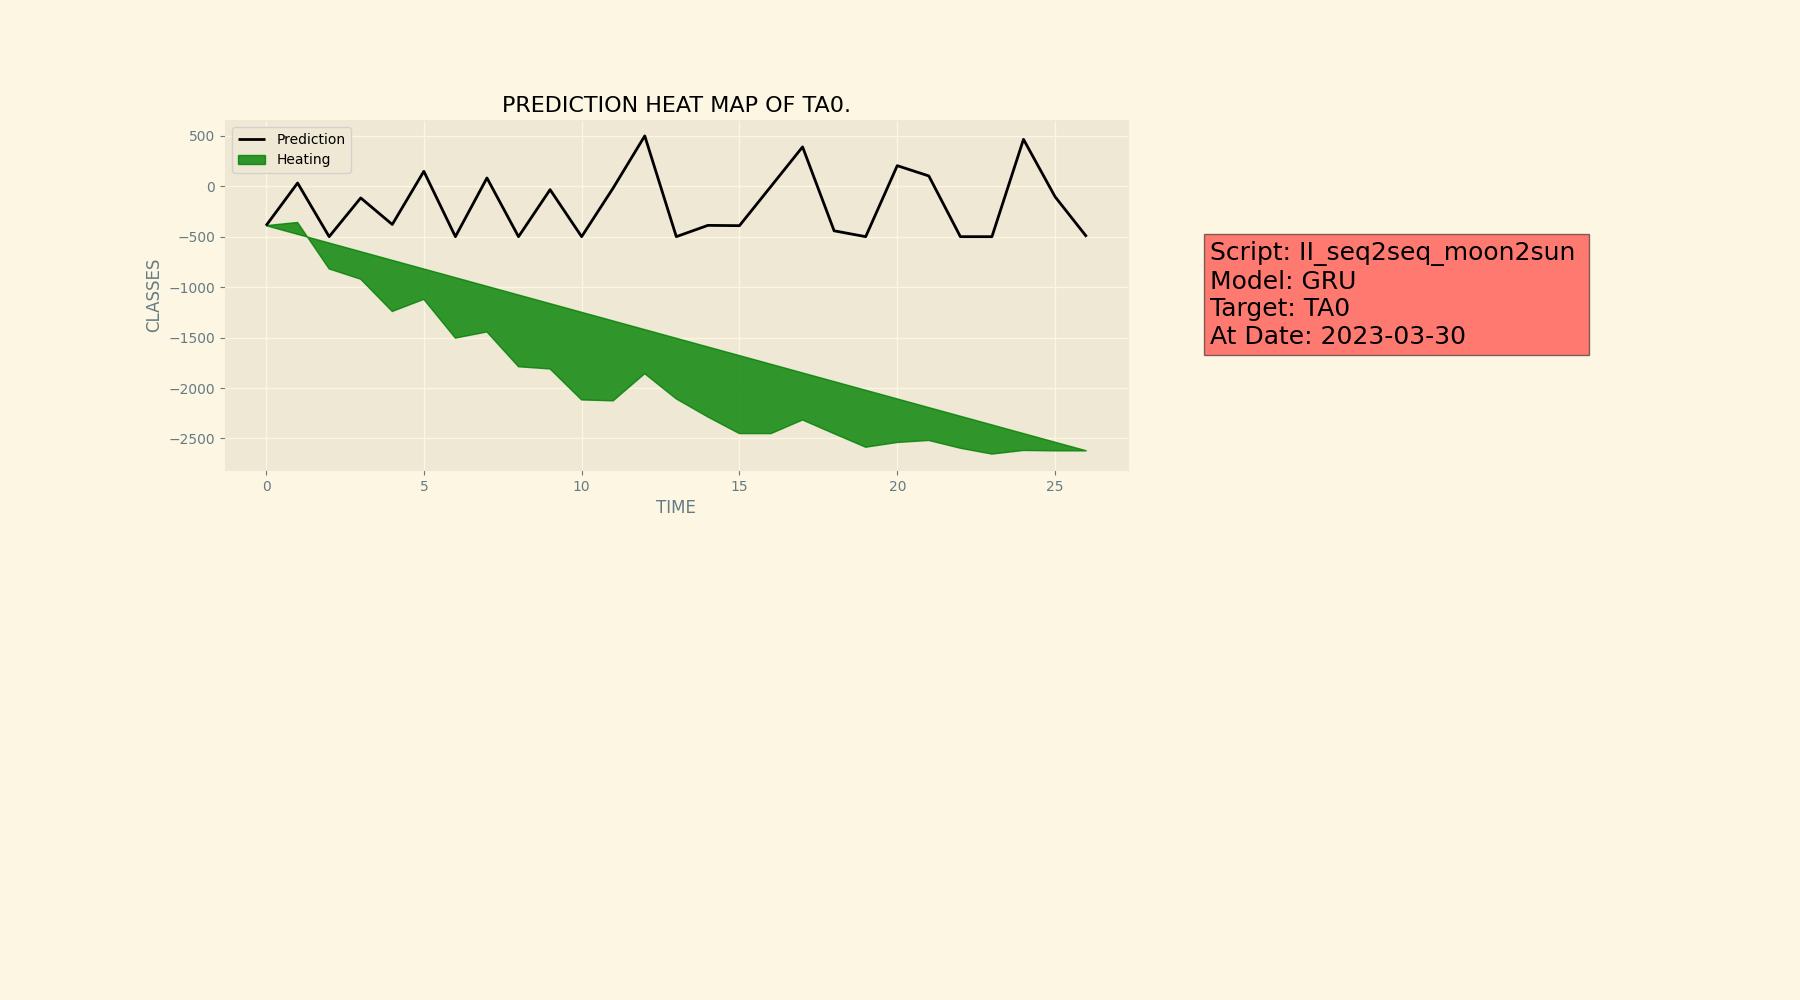 PREDICTION HEAT MAP OF TA0.
Prediction
Heating
500
0
−500
−1000
−1500
−2000
−2500
CLASSES
0 5 10 15 20 25
TIME
Script: II_seq2seq_moon2sun
Model: GRU
Target: TA0
At Date: 2023-03-30